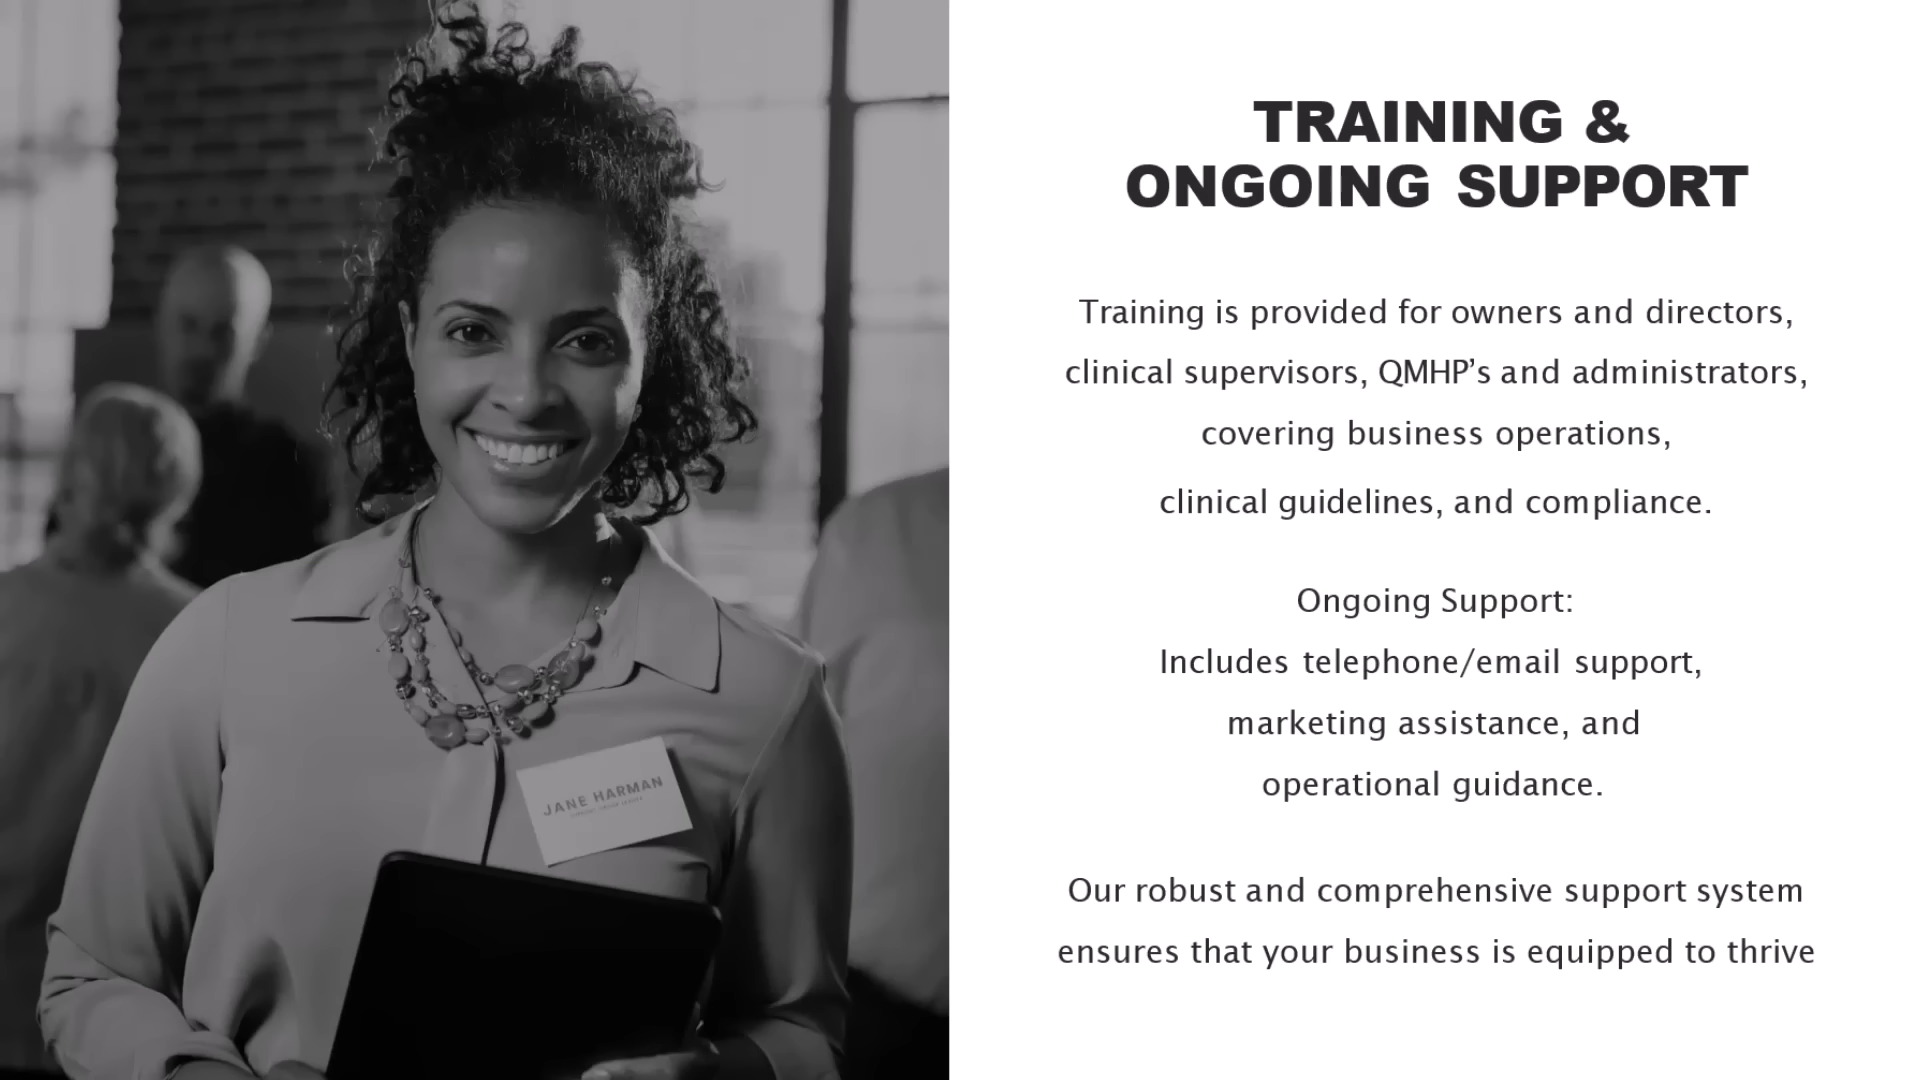 TRAINING &
ONGOING SUPPORT
Training is provided for owners and directors,
clinical supervisors, QMHP’s and administrators,
covering business operations,
clinical guidelines, and compliance.
Ongoing Support:
Includes telephone/email support,
marketing assistance, and
operational guidance.
Our robust and comprehensive support system
ensures that your business is equipped to thrive
JANE HARMAN